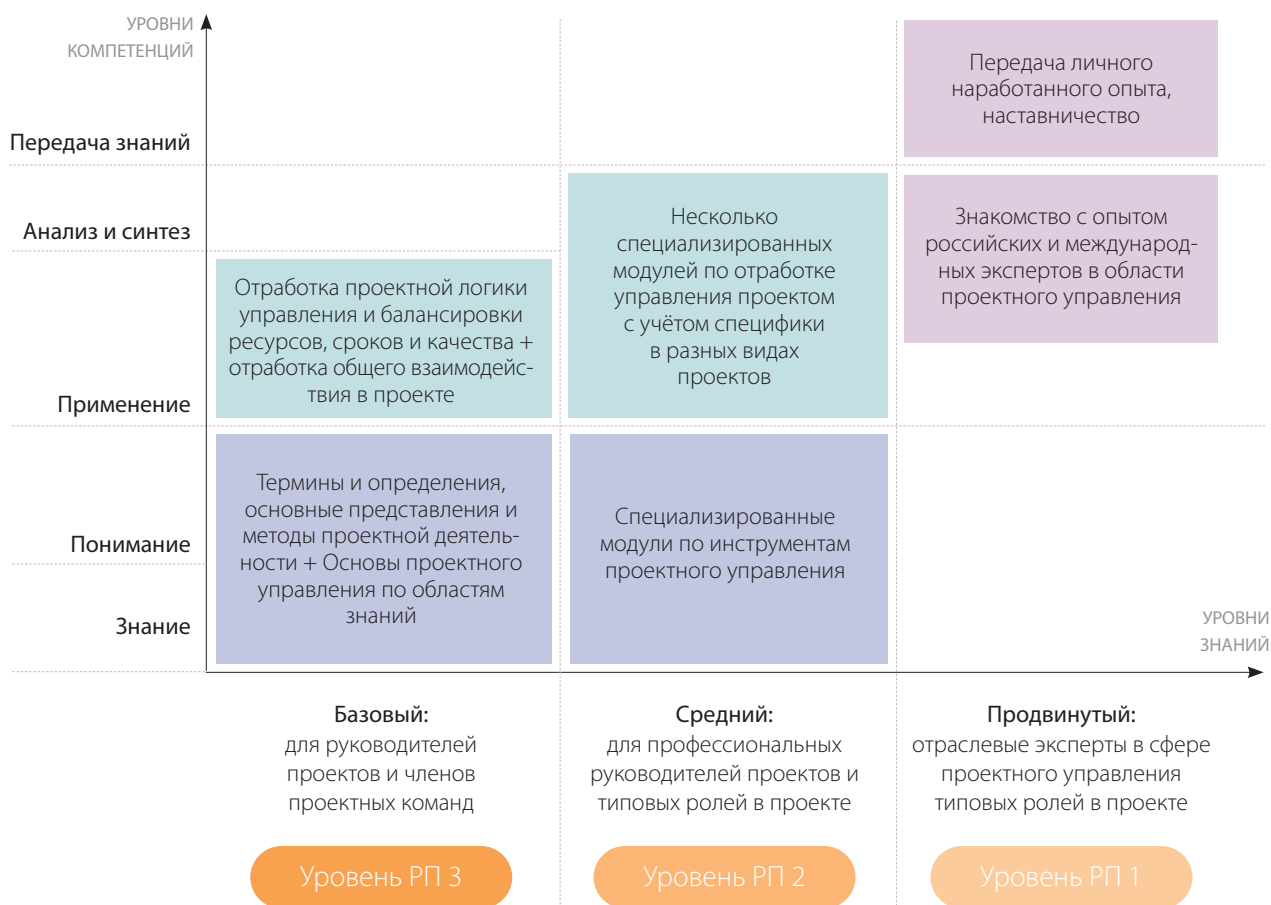 УРОВНИ
КОМПЕТЕНЦИЙ
Передача личного
наработанного опыта,
наставничество
Передача знаний
Анализ и синтез
Несколько
специализированных
модулей по отработке
управления проектом
с учётом специфики
в разных видах
проектов
Знакомство с опытом
российских и международ-
ных экспертов в области
проектного управления
Отработка проектной логики
управления и балансировки
ресурсов, сроков и качества +
отработка общего взаимодейс-
твия в проекте
Применение
Термины и определения,
основные представления и
методы проектной деятель-
ности + Основы проектного
управления по областям
знаний
Специализированные
модули по инструментам
проектного управления
Понимание
Знание
УРОВНИ
ЗНАНИЙ
Базовый:
для руководителей
проектов и членов
проектных команд
Средний:
для профессиональных
руководителей проектов и
типовых ролей в проекте
Продвинутый:
отраслевые эксперты в сфере
проектного управления
типовых ролей в проекте
Уровень РП 3
Уровень РП 2
Уровень РП 1